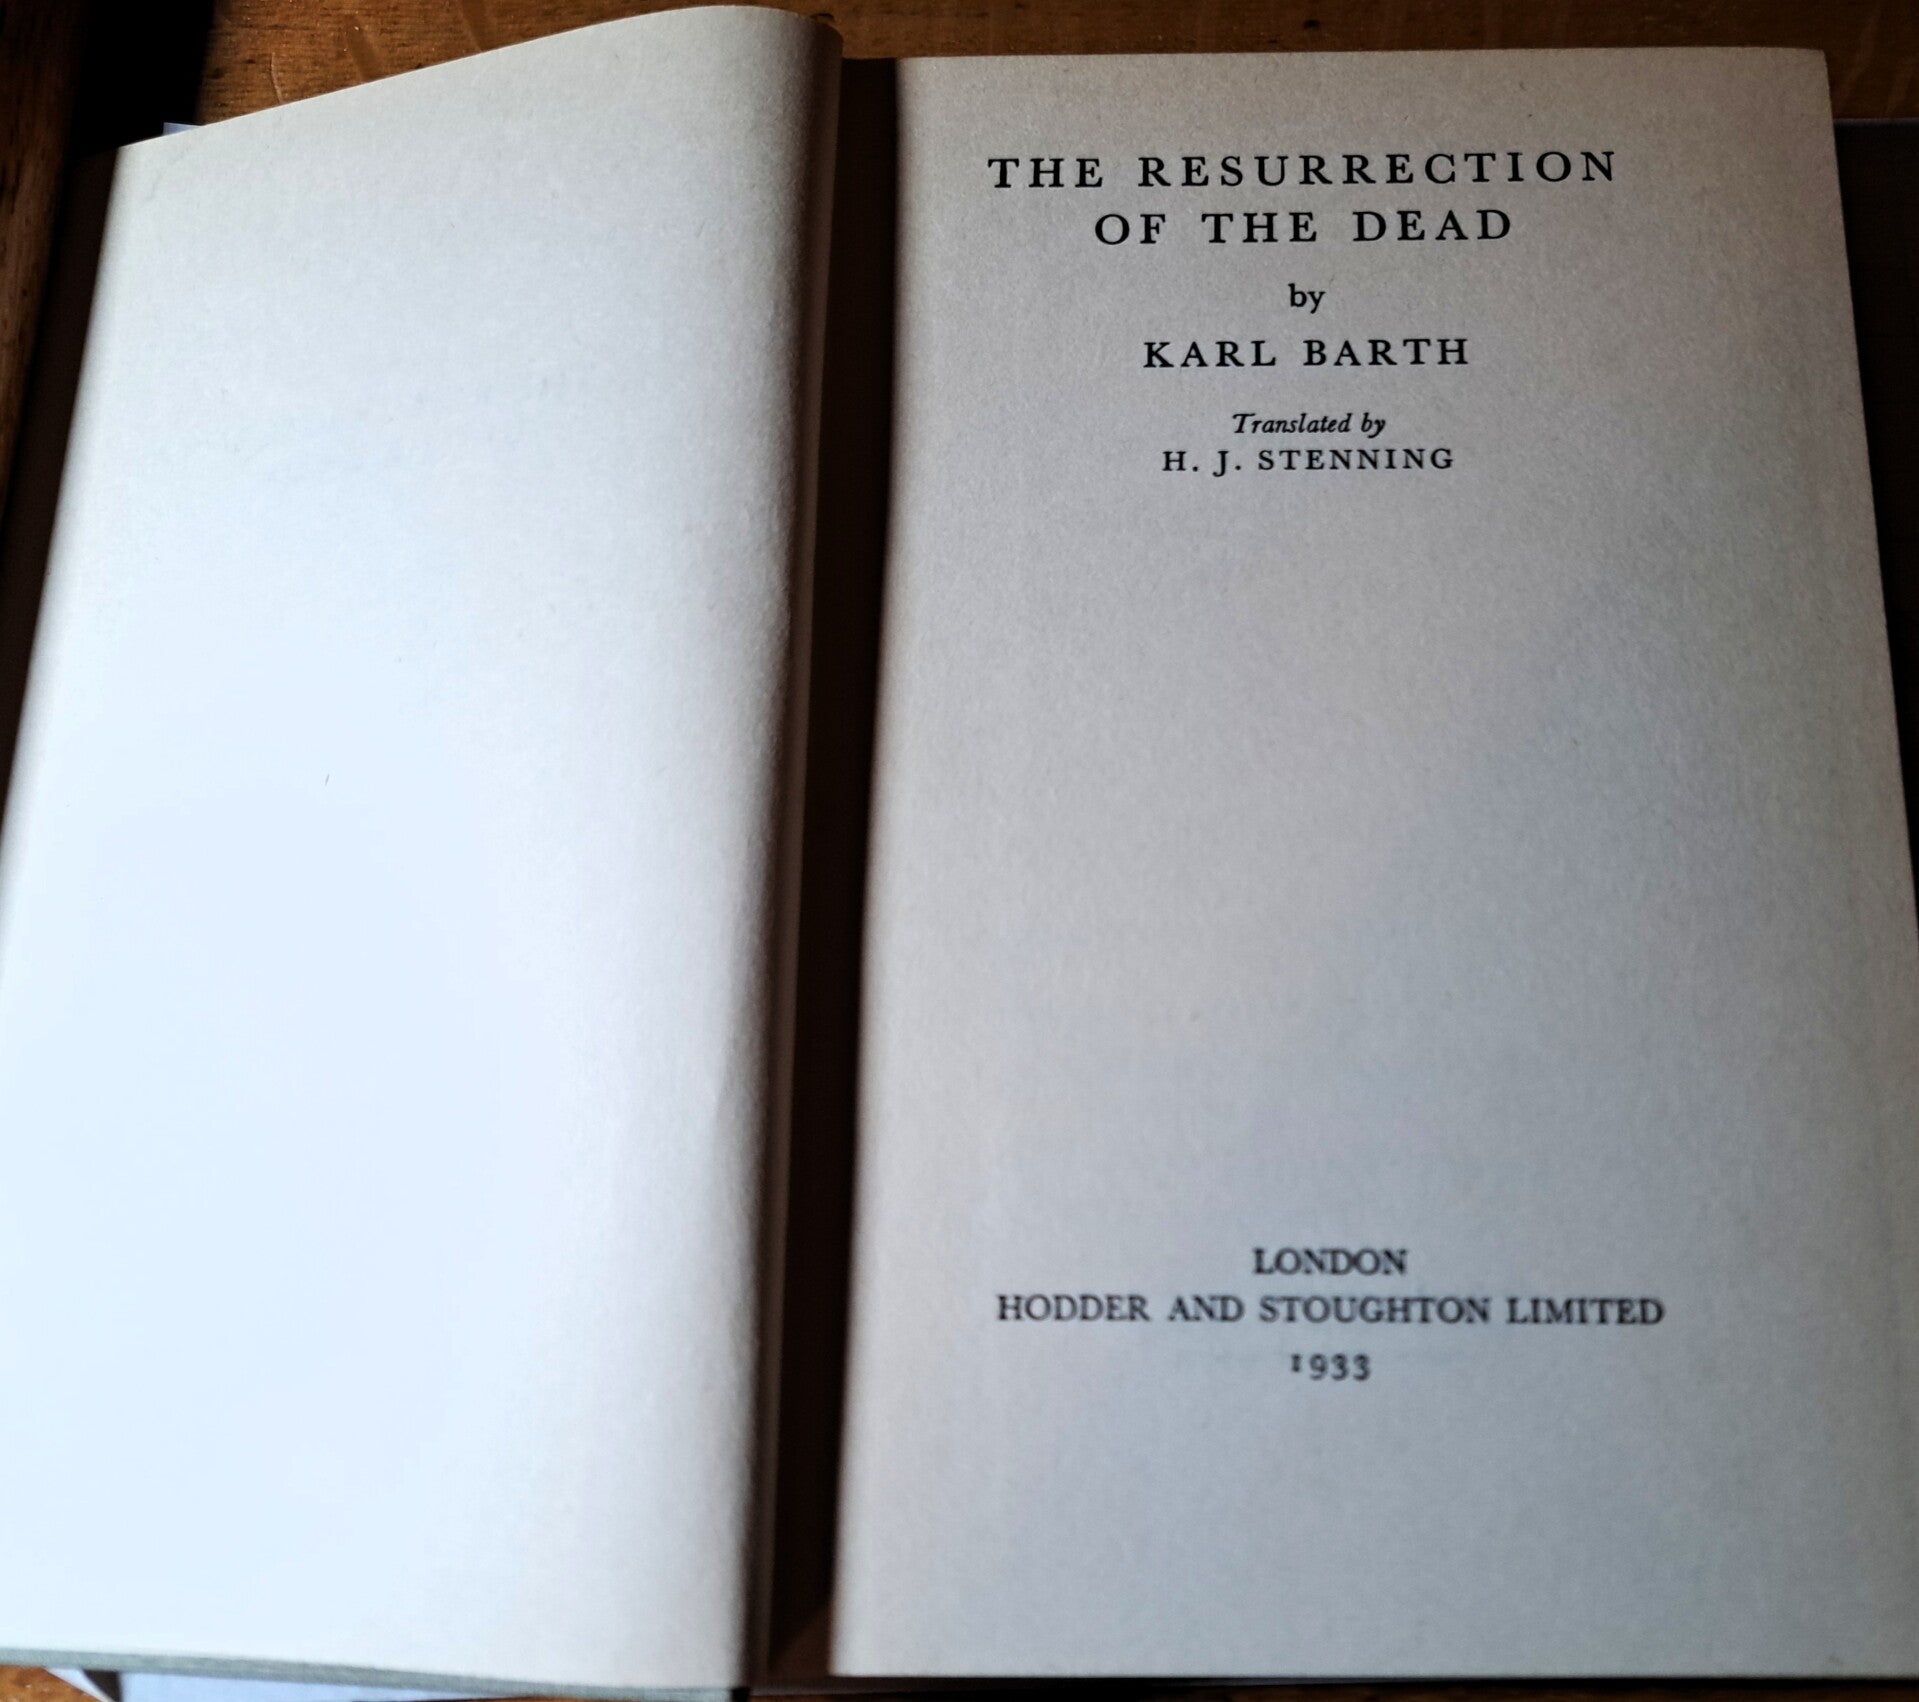 THE RESURRECTION
OF THE DEAD
by
KARL BARTH
Translated by
H. J. STENNING
LONDON
HODDER AND STOUGHTON LIMITED
1933